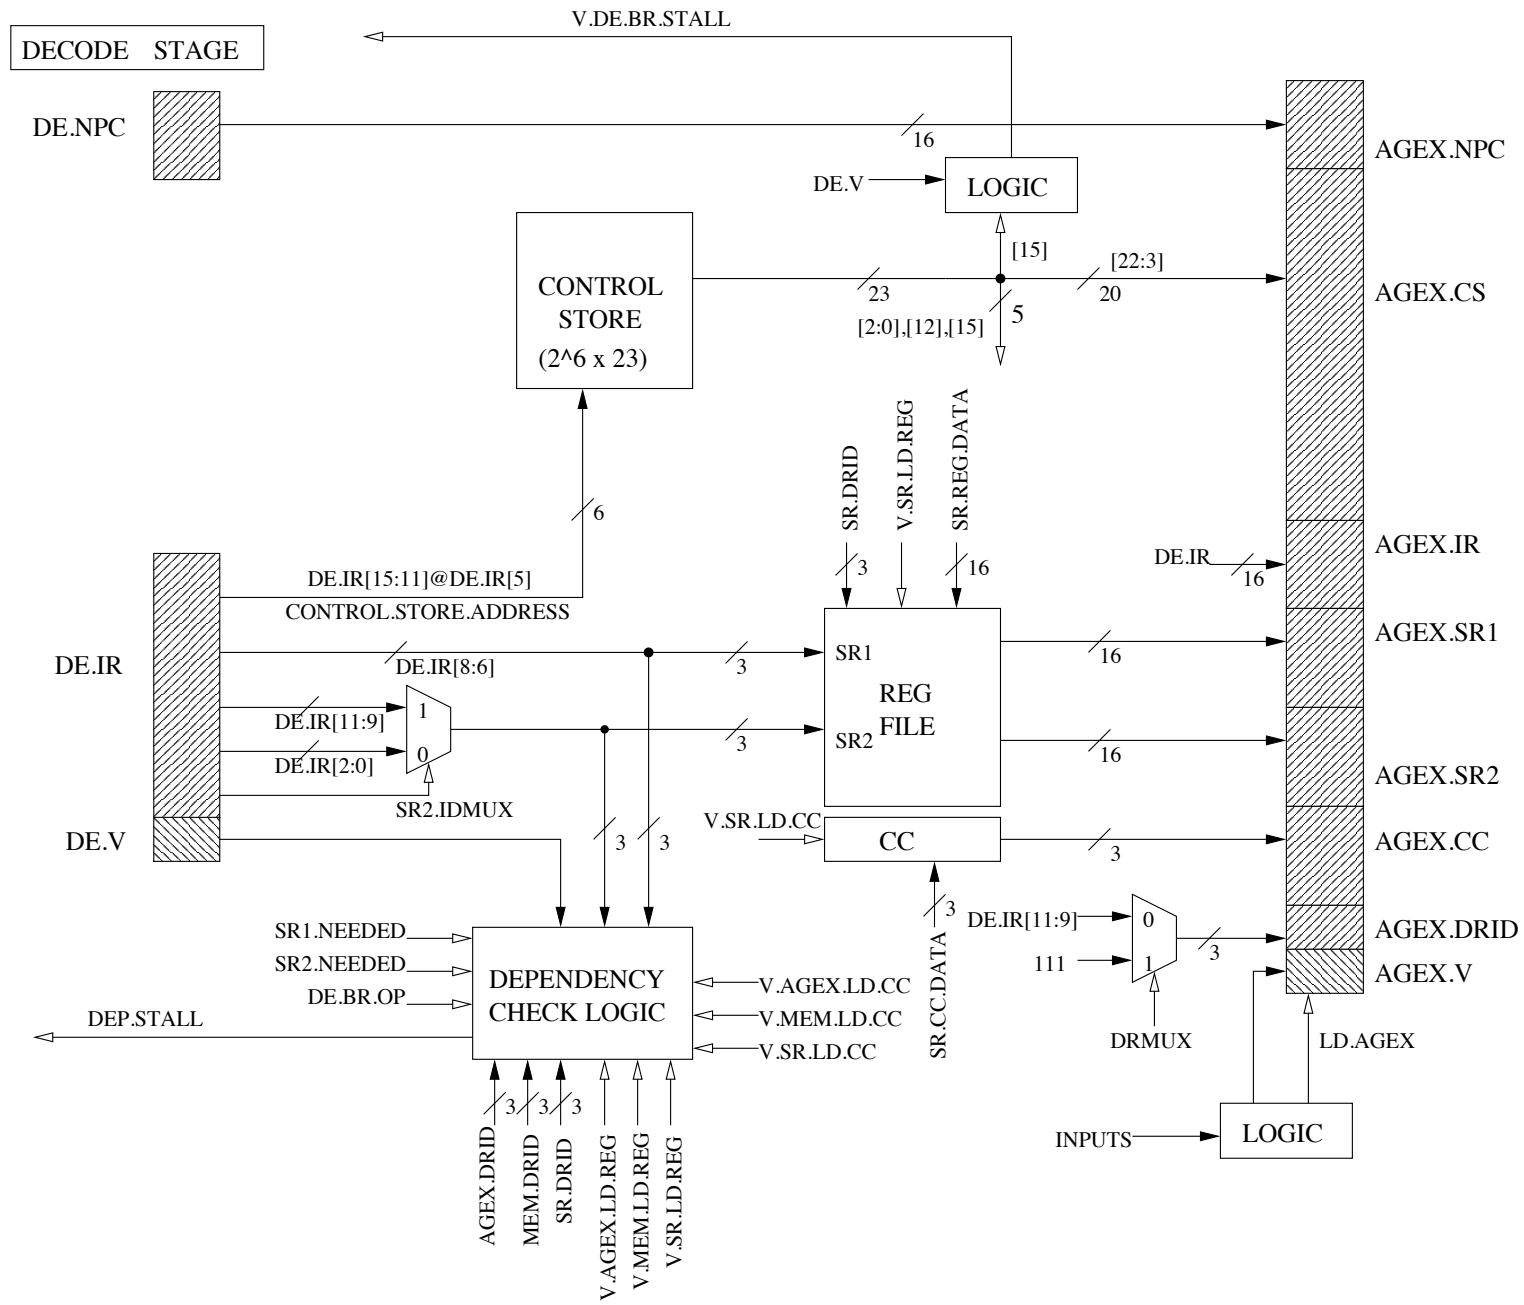 V.DE.BR.STALL
DECODE STAGE
DE.NPC
16
AGEX.NPC
DE.V
LOGIC
[15]
[22:3]
CONTROL
STORE
(2^6 x 23)
23
20
AGEX.CS
[2:0],[12],[15]
5
SR.DRID
V.SR.LD.REG
SR.REG.DATA
6
3
16
DE.IR
16
AGEX.IR
DE.IR[15:11]@DE.IR[5]
CONTROL.STORE.ADDRESS
DE.IR
DE.IR[8:6]
3
SR1
16
AGEX.SR1
REG
FILE
DE.IR[11:9]
1
DE.IR[2:0]
0
3
SR2
16
AGEX.SR2
SR2.IDMUX
DE.V
3
3
V.SR.LD.CC
CC
3
AGEX.CC
3
SR.CC.DATA
DE.IR[11:9]
0
111
1
3
AGEX.DRID
AGEX.V
DRMUX
LD.AGEX
SR1.NEEDED
SR2.NEEDED
DE.BR.OP
DEPENDENCY
CHECK LOGIC
V.AGEX.LD.CC
V.MEM.LD.CC
V.SR.LD.CC
DEP.STALL
3
3
3
AGEX.DRID
MEM.DRID
SR.DRID
V.AGEX.LD.REG
V.MEM.LD.REG
V.SR.LD.REG
INPUTS
LOGIC